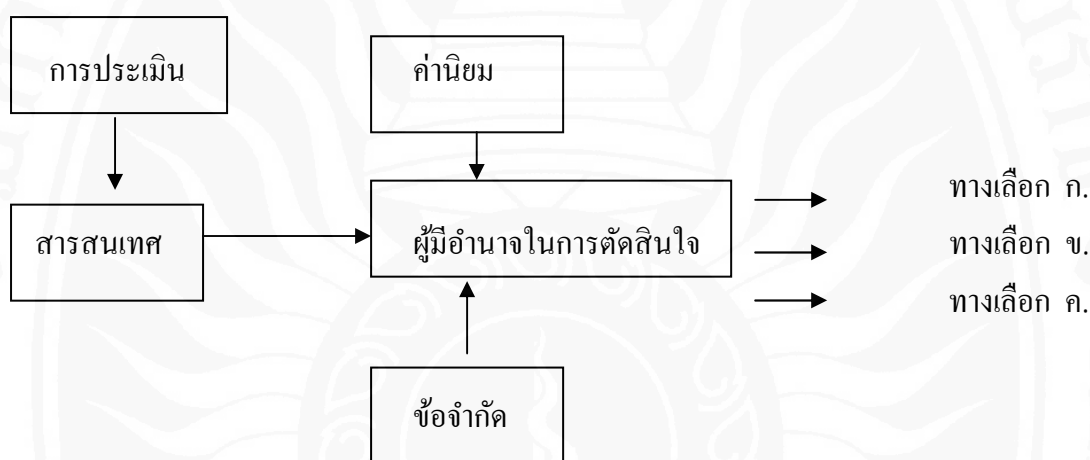 การประเมิน
ค่านิยม
สารสนเทศ
ผู้มีอำนาจในการตัดสินใจ
ทางเลือก ก.
ทางเลือก ข.
ทางเลือก ค.
ข้อจำกัด